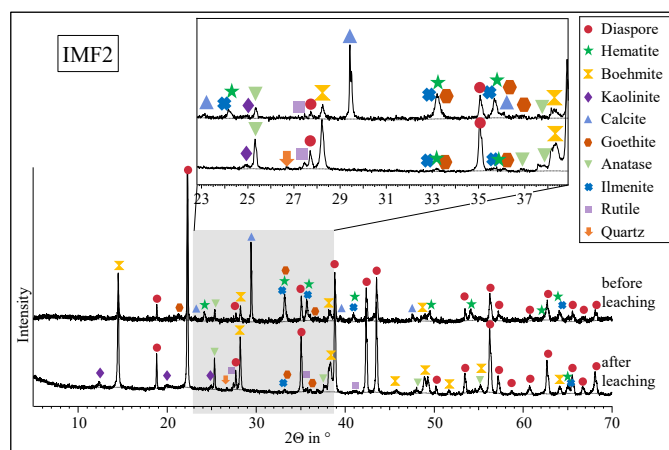 IMF2
23 25 27 29 31 33 35 37
Diaspore
Hematite
Boehmite
Kaolinite
Calcite
Goethite
Anatase
Ilmenite
Rutile
Quartz
Intensity
before
leaching
after
leaching
10 20 30 40 50 60 70
2Θ in °